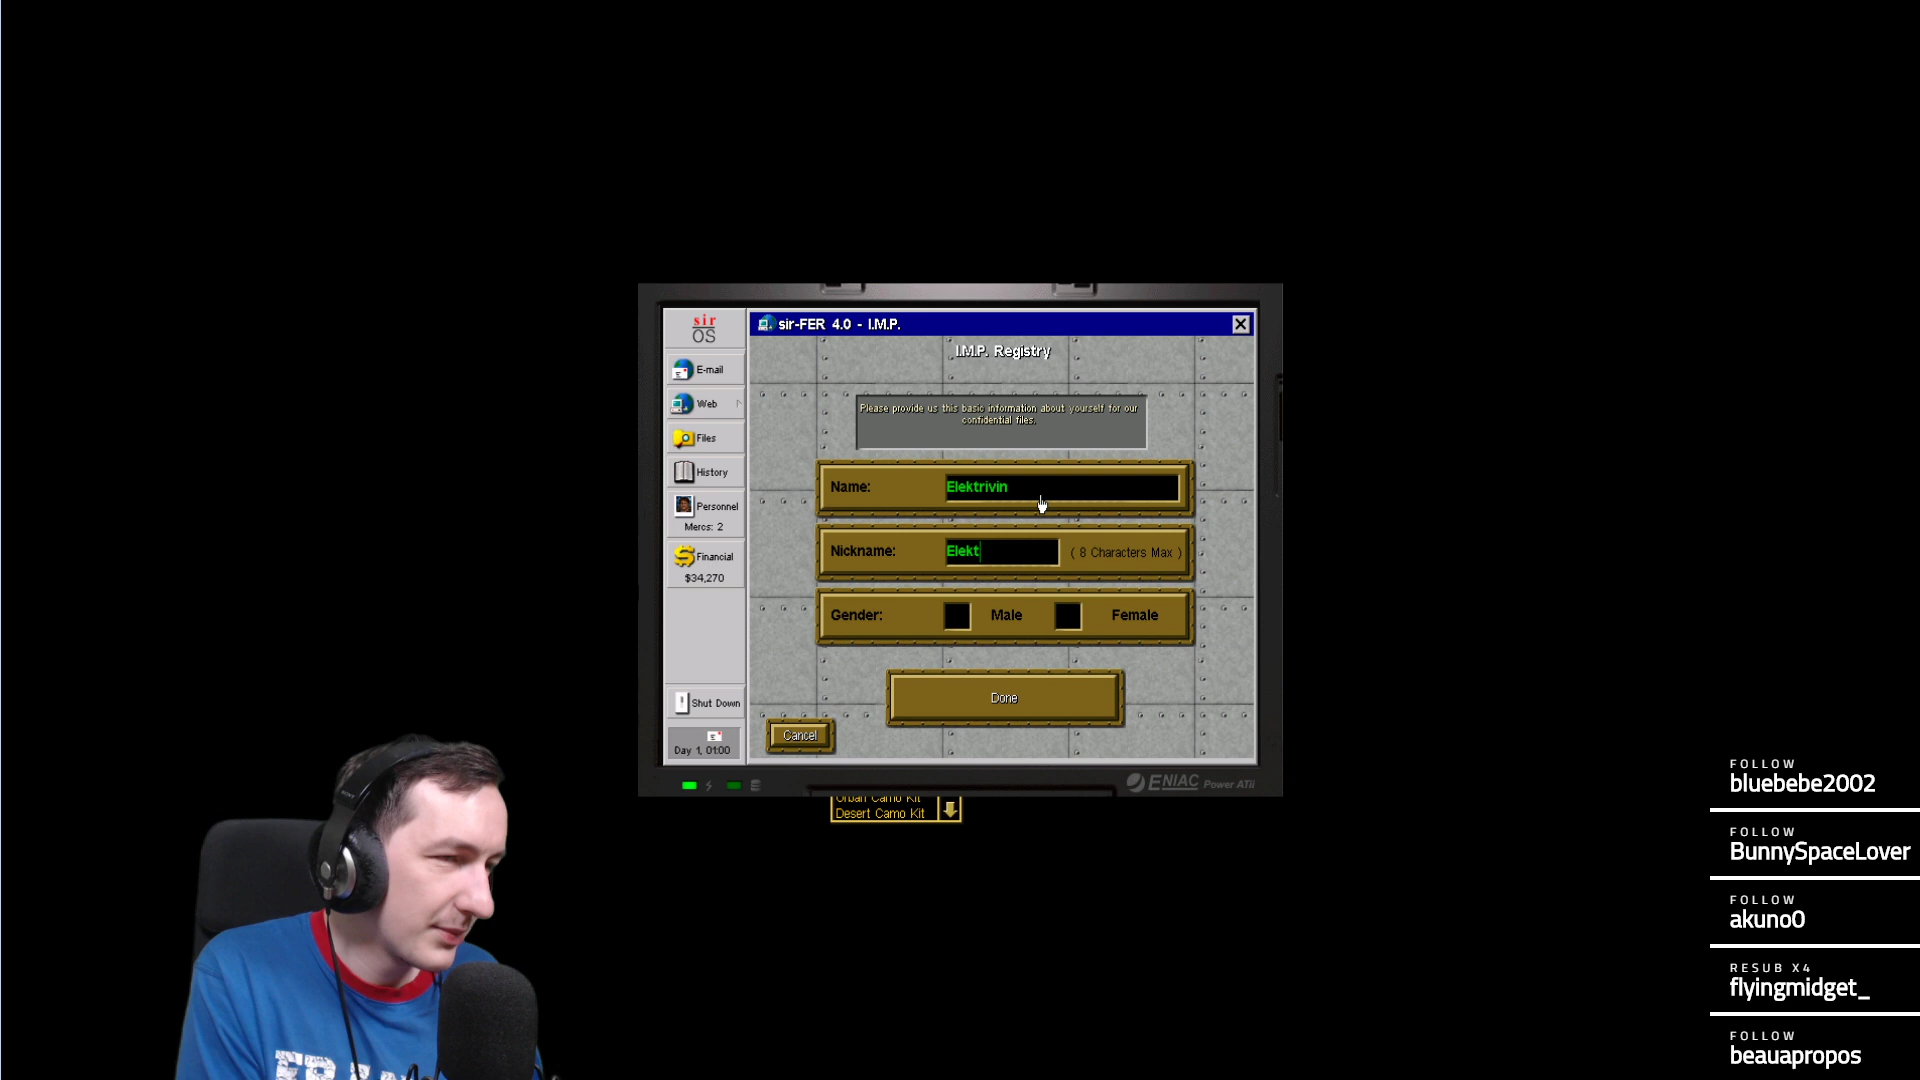 sir
OS
sir-FER 4.0 - I.M.P.
I.M.P. Registry
E-mail
Web
Files
History
Personnel
Mercs: 2
Financial
$34,270
Shut Down
Day 1, 01:00
Please provide us this basic information about yourself for our
confidential files.
Name: Elektrivin
Nickname: Elekt ( 8 Characters Max )
Gender: Male Female
Done
Cancel
ENIAC Power ATii
Urban Camo Kit
Desert Camo Kit
SONY
FOLLOW
bluebebe2002
FOLLOW
BunnySpaceLover
FOLLOW
akuno0
RESUB X4
flyingmidget_
FOLLOW
beauapropos